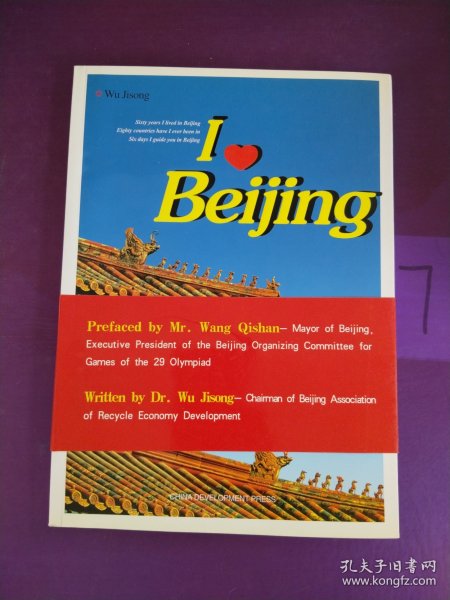 Wu Jisong
Sixty years I lived in Beijing
Eighty countries have I ever been in
Six days I guide you in Beijing
I
Beijing
7
Prefaced by Mr. Wang Qishan— Mayor of Beijing,
Executive President of the Beijing Organizing Committee for
Games of the 29 Olympiad
Written by Dr. Wu Jisong— Chairman of Beijing Association
of Recycle Economy Development
CHINA DEVELOPMENT PRESS
孔夫子旧书网
www.kongfz.com